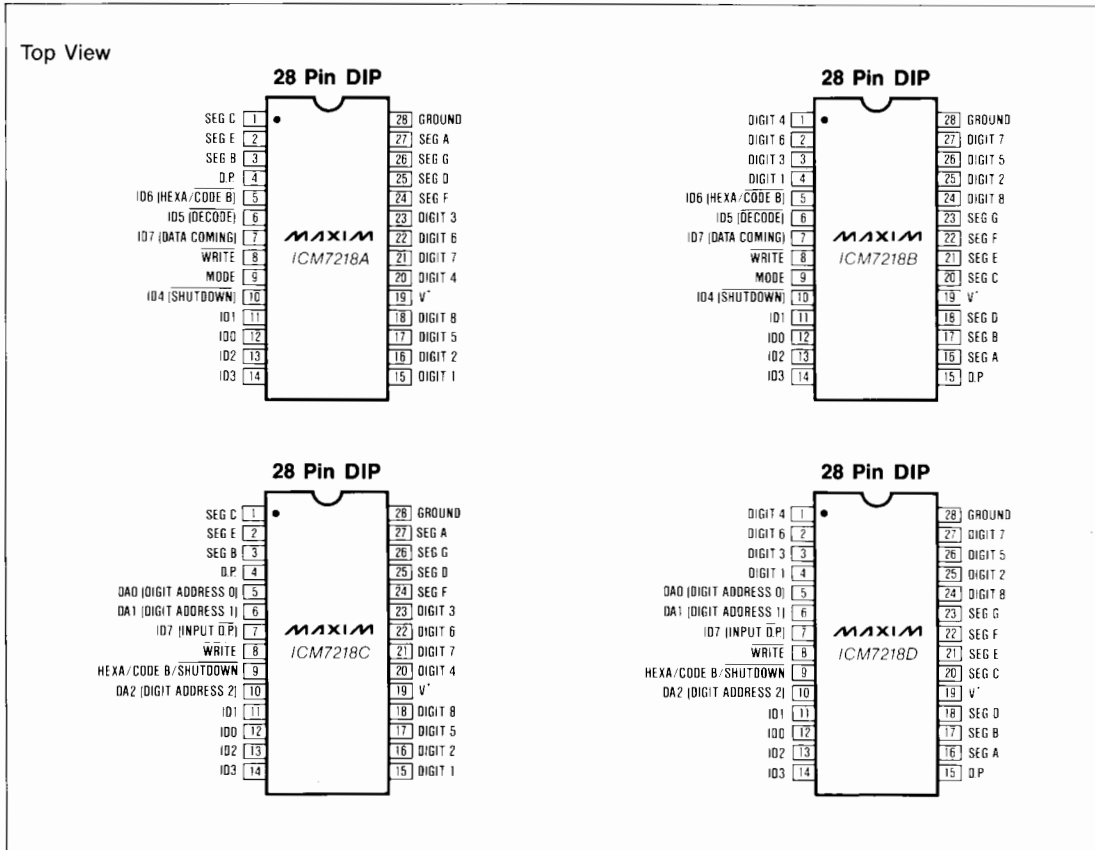 Top View
28 Pin DIP
SEG C 1
SEG E 2
SEG B 3
D.P. 4
ID6 (HEXA/CODE B) 5
ID5 (DECODE) 6
ID7 (DATA COMING) 7
WRITE 8
MODE 9
ID4 (SHUTDOWN) 10
ID1 11
ID0 12
ID2 13
ID3 14
MAXIM
ICM7218A
28 GROUND
27 SEG A
26 SEG G
25 SEG D
24 SEG F
23 DIGIT 3
22 DIGIT 6
21 DIGIT 7
20 DIGIT 4
19 V+
18 DIGIT 8
17 DIGIT 5
16 DIGIT 2
15 DIGIT 1
28 Pin DIP
DIGIT 4 1
DIGIT 6 2
DIGIT 3 3
DIGIT 1 4
ID6 (HEXA/CODE B) 5
ID5 (DECODE) 6
ID7 (DATA COMING) 7
WRITE 8
MODE 9
ID4 (SHUTDOWN) 10
ID1 11
ID0 12
ID2 13
ID3 14
MAXIM
ICM7218B
28 GROUND
27 DIGIT 7
26 DIGIT 5
25 DIGIT 2
24 DIGIT 8
23 SEG G
22 SEG F
21 SEG E
20 SEG C
19 V+
18 SEG D
17 SEG B
16 SEG A
15 D.P
28 Pin DIP
SEG C 1
SEG E 2
SEG B 3
D.P. 4
DA0 (DIGIT ADDRESS 0) 5
DA1 (DIGIT ADDRESS 1) 6
ID7 (INPUT D.P) 7
WRITE 8
HEXA/CODE B/SHUTDOWN 9
DA2 (DIGIT ADDRESS 2) 10
ID1 11
ID0 12
ID2 13
ID3 14
MAXIM
ICM7218C
28 GROUND
27 SEG A
26 SEG G
25 SEG D
24 SEG F
23 DIGIT 3
22 DIGIT 6
21 DIGIT 7
20 DIGIT 4
19 V+
18 DIGIT 8
17 DIGIT 5
16 DIGIT 2
15 DIGIT 1
28 Pin DIP
DIGIT 4 1
DIGIT 6 2
DIGIT 3 3
DIGIT 1 4
DA0 (DIGIT ADDRESS 0) 5
DA1 (DIGIT ADDRESS 1) 6
ID7 (INPUT D.P) 7
WRITE 8
HEXA/CODE B/SHUTDOWN 9
DA2 (DIGIT ADDRESS 2) 10
ID1 11
ID0 12
ID2 13
ID3 14
MAXIM
ICM7218D
28 GROUND
27 DIGIT 7
26 DIGIT 5
25 DIGIT 2
24 DIGIT 8
23 SEG G
22 SEG F
21 SEG E
20 SEG C
19 V+
18 SEG D
17 SEG B
16 SEG A
15 D.P